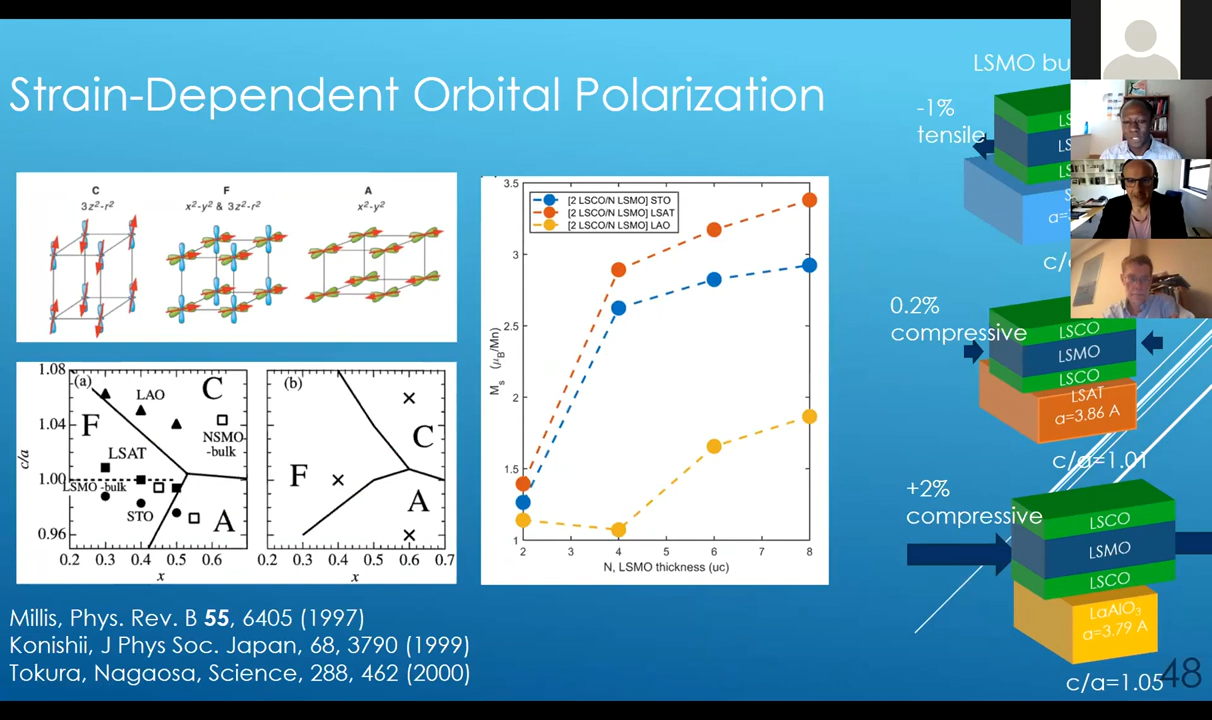 Strain-Dependent Orbital Polarization
C F A
3z²-r² x²-y² & 3z²-r² x²-y²
1.08
1.04
1.00
0.96
c/a
(a)
LAO
C
F
NSMO
-bulk
LSAT
LSMO -bulk
STO
A
0.2 0.3 0.4 0.5 0.6
x
(b)
C
F
A
0.2 0.3 0.4 0.5 0.6 0.7
x
Millis, Phys. Rev. B 55, 6405 (1997)
Konishii, J Phys Soc. Japan, 68, 3790 (1999)
Tokura, Nagaosa, Science, 288, 462 (2000)
[2 LSCO/N LSMO] STO
[2 LSCO/N LSMO] LSAT
[2 LSCO/N LSMO] LAO
3.5
3
2.5
2
1.5
1
Mₛ (μB/Mn)
2 3 4 5 6 7 8
N, LSMO thickness (uc)
LSMO
-1%
tensile
0.2%
compressive
LSCO
LSMO
LSCO
LSAT
a=3.86 A
c/a=1.01
+2%
compressive
LSCO
LSMO
LSCO
LaAlO₃
a=3.79 A
c/a=1.05
48